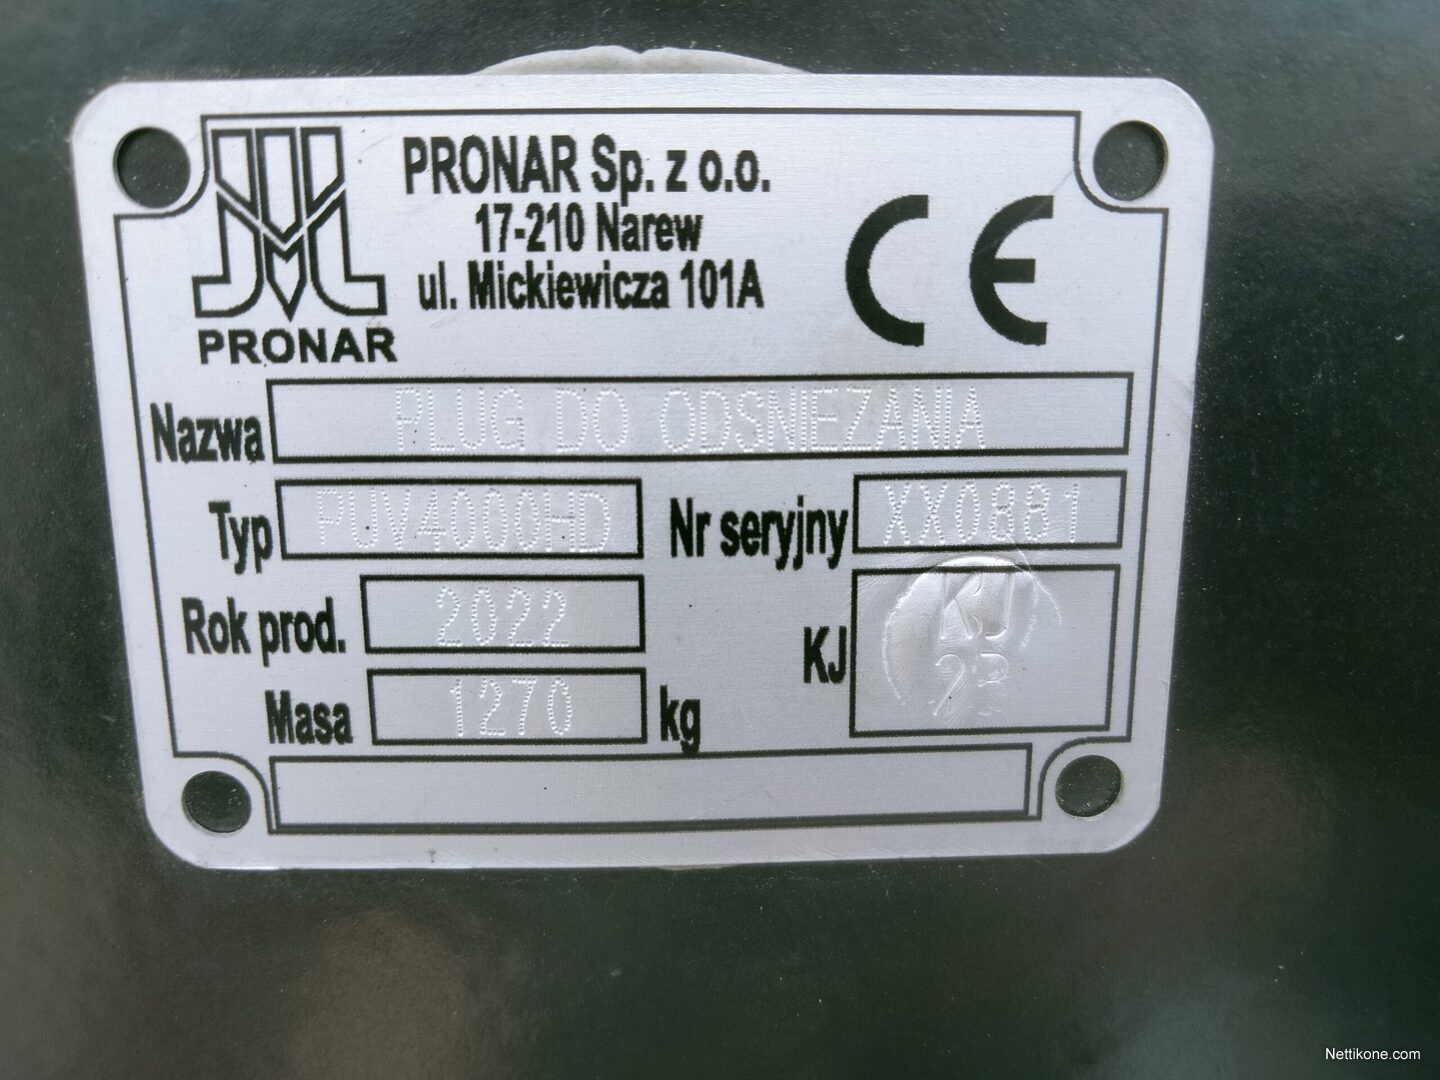 PRONAR Sp. z o.o.
17-210 Narew
ul. Mickiewicza 101A
CE
PRONAR
Nazwa PLUG DO ODSNIEZANIA
Typ PUV4000HD Nr seryjny XX0881
Rok prod. 2022 KJ KJ
Masa 1270 kg
Nettikone.com